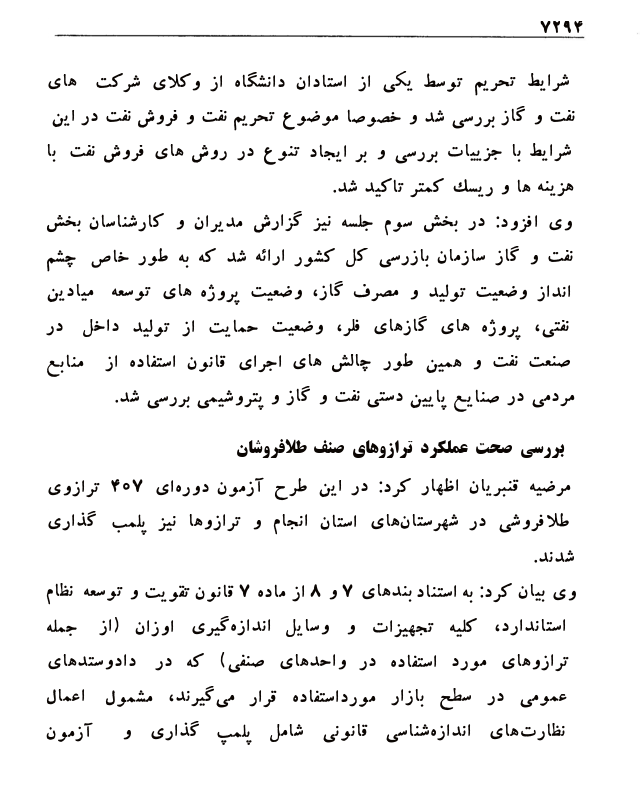 ۷۲۹۴
شرایط تحریم توسط یکی از استادان دانشگاه از وکلای شرکت های
نفت و گاز بررسی شد و خصوصا موضوع تحریم نفت و فروش نفت در این
شرایط با جزییات بررسی و بر ایجاد تنوع در روش های فروش نفت با
هزینه ها و ریسك کمتر تاکید شد.
وی افزود: در بخش سوم جلسه نیز گزارش مدیران و کارشناسان بخش
نفت و گاز سازمان بازرسی کل کشور ارائه شد که به طور خاص چشم
انداز وضعیت تولید و مصرف گاز، وضعیت پروژه های توسعه میادین
نفتی، پروژه های گازهای فلر، وضعیت حمایت از تولید داخل در
صنعت نفت و همین طور چالش های اجرای قانون استفاده از منابع
مردمی در صنایع پایین دستی نفت و گاز و پتروشیمی بررسی شد.
بررسی صحت عملکرد ترازوهای صنف طلافروشان
مرضیه قنبریان اظهار کرد: در این طرح آزمون دوره‌ای ۴۰۷ ترازوی
طلافروشی در شهرستان‌های استان انجام و ترازوها نیز پلمب گذاری
شدند.
وی بیان کرد: به استناد بندهای ۷ و ۸ از ماده ۷ قانون تقویت و توسعه نظام
استاندارد، کلیه تجهیزات و وسایل اندازه‌گیری اوزان (از جمله
ترازوهای مورد استفاده در واحدهای صنفی) که در دادوستدهای
عمومی در سطح بازار مورداستفاده قرار می‌گیرند، مشمول اعمال
نظارت‌های اندازه‌شناسی قانونی شامل پلمپ گذاری و آزمون